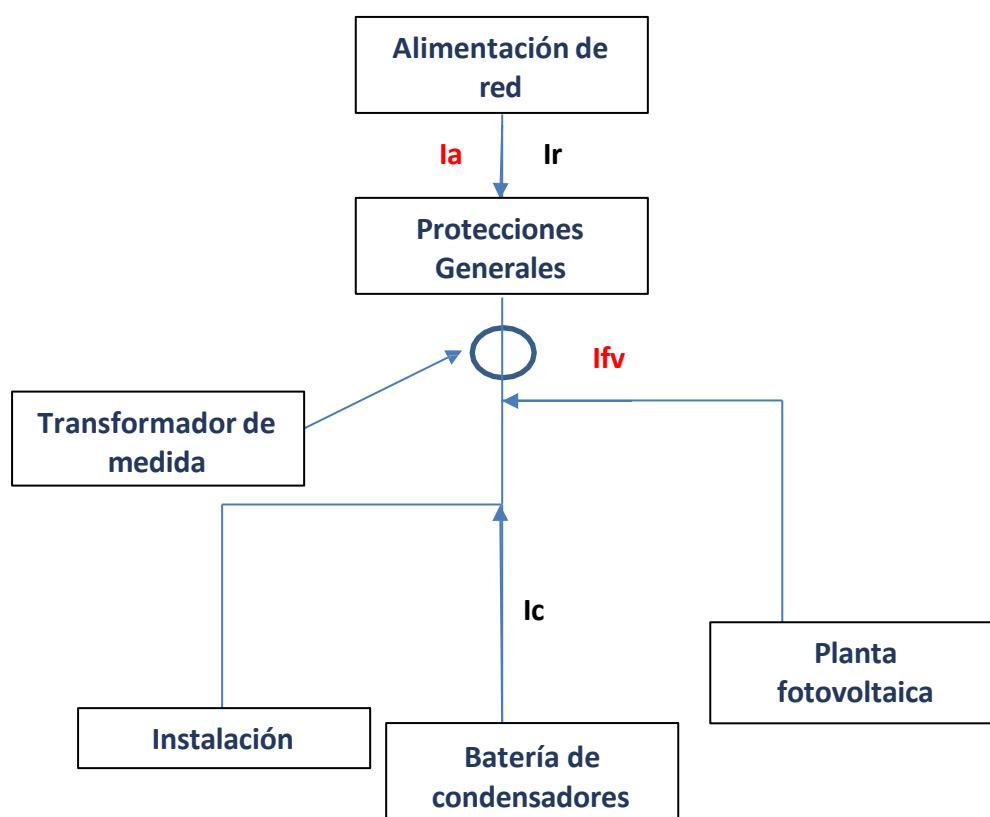 Alimentación de
red
Ia Ir
Protecciones
Generales
Ifv
Transformador de
medida
Ic
Planta
fotovoltaica
Instalación
Batería de
condensadores